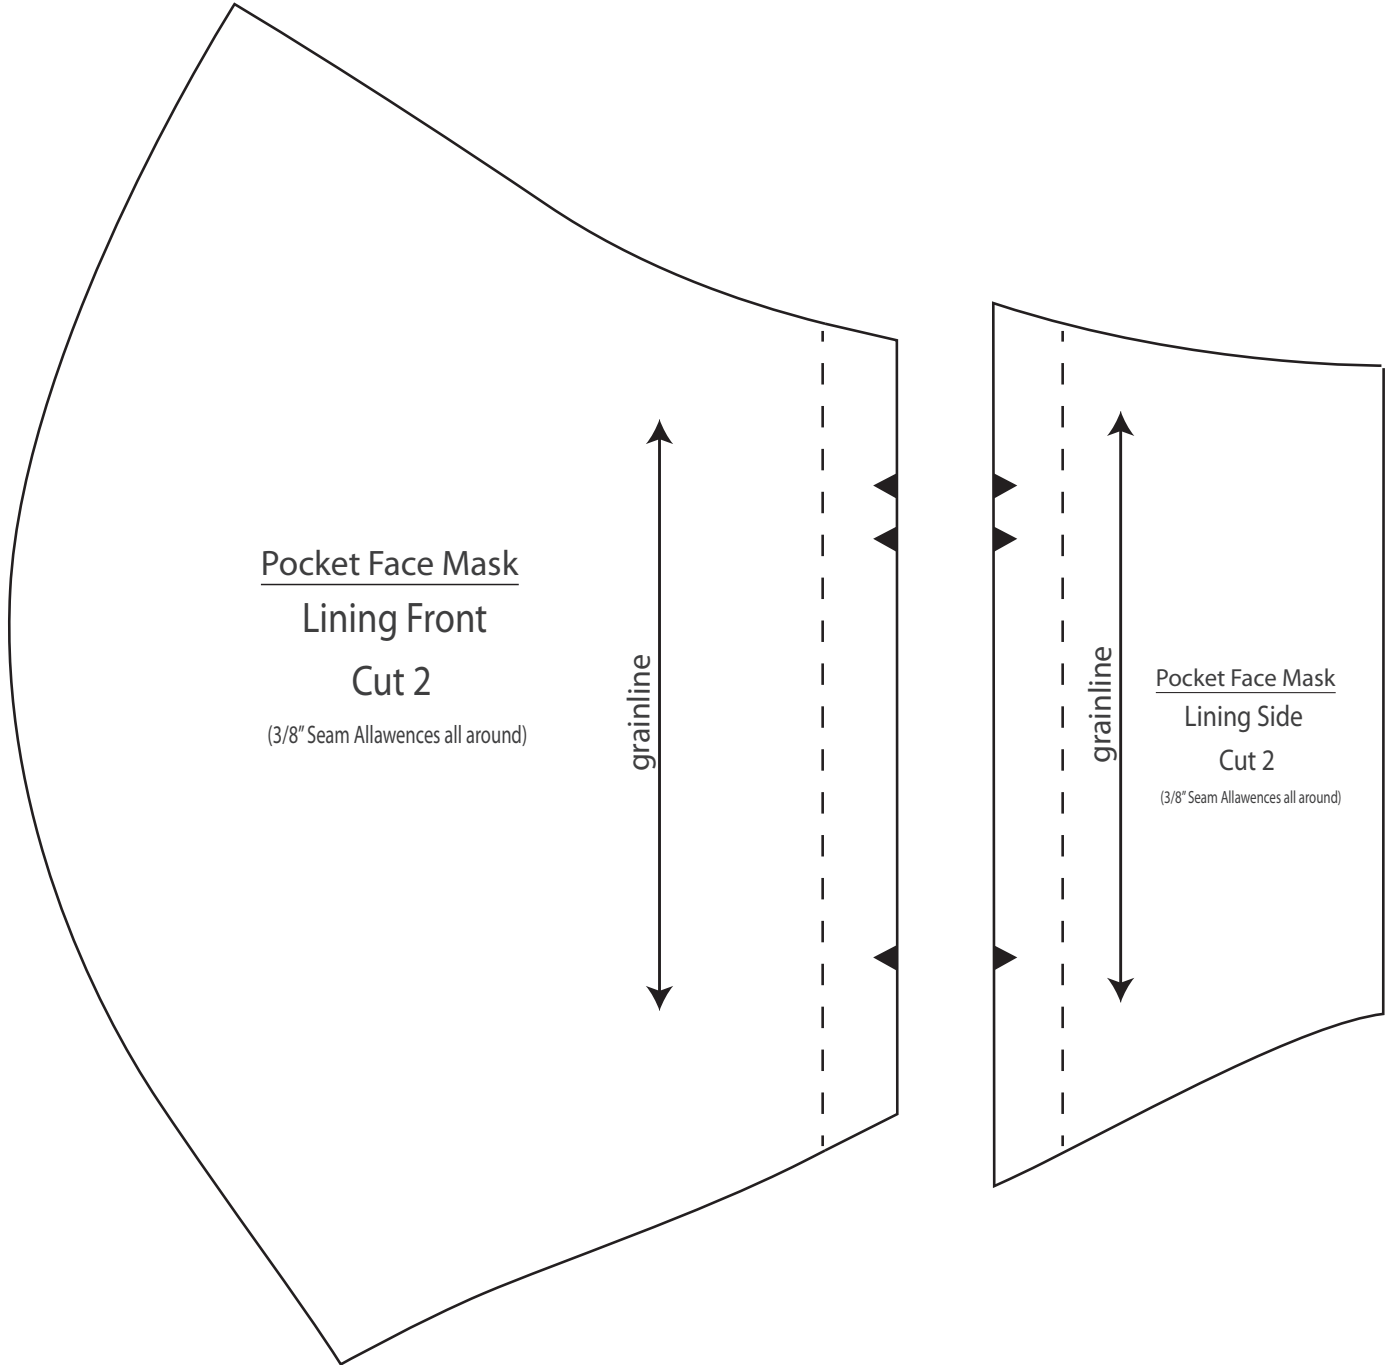 Pocket Face Mask
Lining Front
Cut 2
(3/8" Seam Allawences all around)
grainline
grainline
Pocket Face Mask
Lining Side
Cut 2
(3/8" Seam Allawences all around)